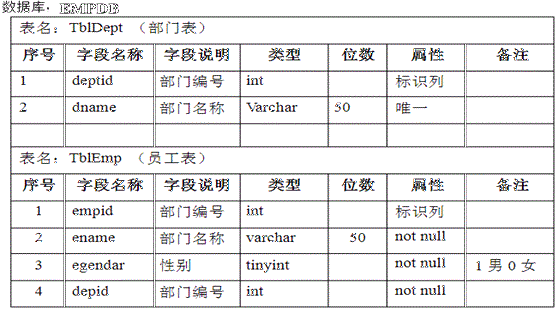 数据库：EMPDB
表名：TblDept （部门表）
序号 字段名称 字段说明 类型 位数 属性 备注
1 deptid 部门编号 int 标识列
2 dname 部门名称 Varchar 50 唯一
表名：TblEmp （员工表）
序号 字段名称 字段说明 类型 位数 属性 备注
1 empid 部门编号 int 标识列
2 ename 部门名称 varchar 50 not null
3 egendar 性别 tinyint not null 1 男 0 女
4 depid 部门编号 int not null